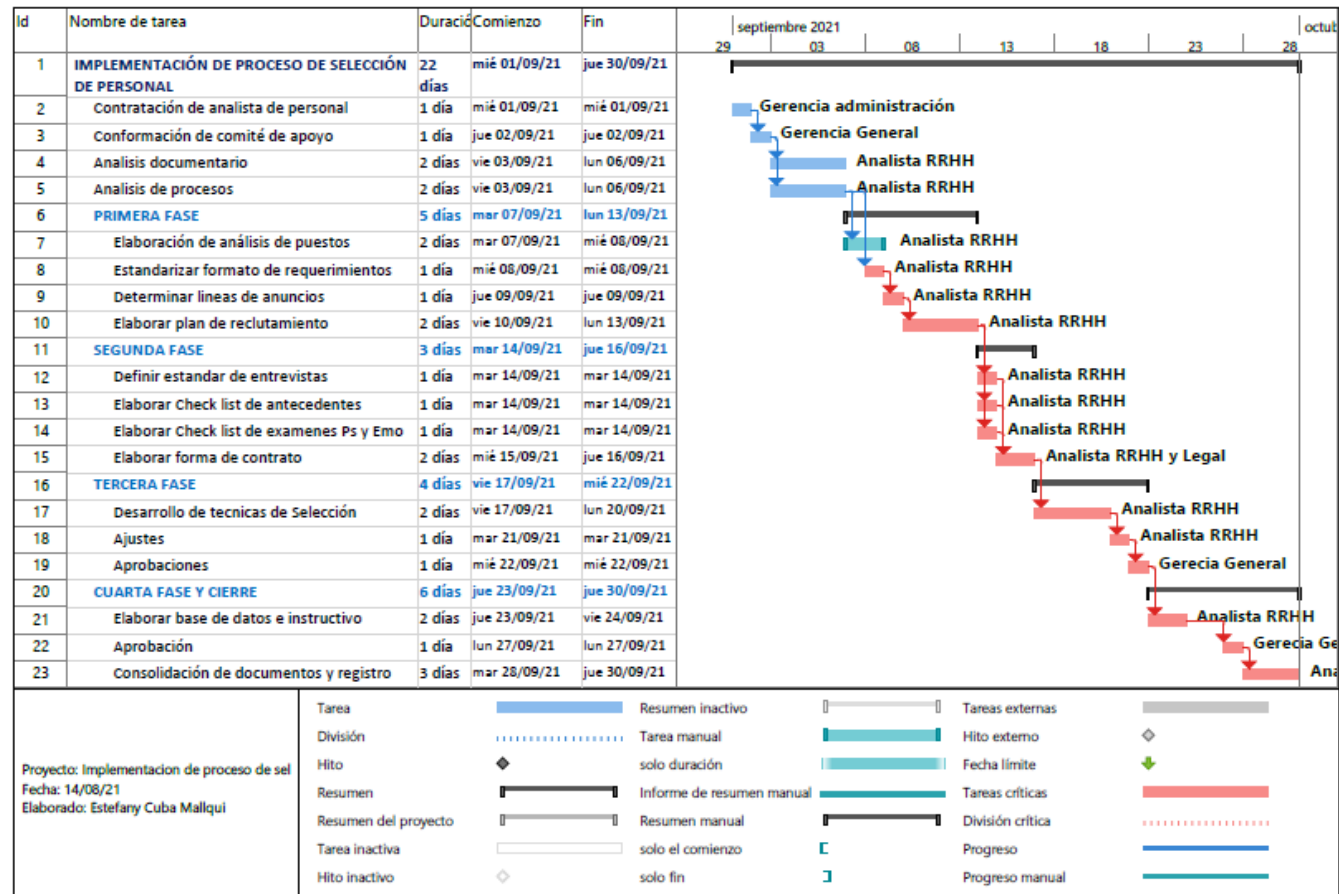 Id Nombre de tarea Duració Comienzo Fin septiembre 2021 octub
29 03 08 13 18 23 28
1 IMPLEMENTACIÓN DE PROCESO DE SELECCIÓN 22 mié 01/09/21 jue 30/09/21
DE PERSONAL días
2 Contratación de analista de personal 1 día mié 01/09/21 mié 01/09/21 Gerencia administración
3 Conformación de comité de apoyo 1 día jue 02/09/21 jue 02/09/21 Gerencia General
4 Analisis documentario 2 días vie 03/09/21 lun 06/09/21 Analista RRHH
5 Analisis de procesos 2 días vie 03/09/21 lun 06/09/21 Analista RRHH
6 PRIMERA FASE 5 días mar 07/09/21 lun 13/09/21
7 Elaboración de análisis de puestos 2 días mar 07/09/21 mié 08/09/21 Analista RRHH
8 Estandarizar formato de requerimientos 1 día mié 08/09/21 mié 08/09/21 Analista RRHH
9 Determinar lineas de anuncios 1 día jue 09/09/21 jue 09/09/21 Analista RRHH
10 Elaborar plan de reclutamiento 2 días vie 10/09/21 lun 13/09/21 Analista RRHH
11 SEGUNDA FASE 3 días mar 14/09/21 jue 16/09/21
12 Definir estandar de entrevistas 1 día mar 14/09/21 mar 14/09/21 Analista RRHH
13 Elaborar Check list de antecedentes 1 día mar 14/09/21 mar 14/09/21 Analista RRHH
14 Elaborar Check list de examenes Ps y Emo 1 día mar 14/09/21 mar 14/09/21 Analista RRHH
15 Elaborar forma de contrato 2 días mié 15/09/21 jue 16/09/21 Analista RRHH y Legal
16 TERCERA FASE 4 días vie 17/09/21 mié 22/09/21
17 Desarrollo de tecnicas de Selección 2 días vie 17/09/21 lun 20/09/21 Analista RRHH
18 Ajustes 1 día mar 21/09/21 mar 21/09/21 Analista RRHH
19 Aprobaciones 1 día mié 22/09/21 mié 22/09/21 Gerecia General
20 CUARTA FASE Y CIERRE 6 días jue 23/09/21 jue 30/09/21
21 Elaborar base de datos e instructivo 2 días jue 23/09/21 vie 24/09/21 Analista RRHH
22 Aprobación 1 día lun 27/09/21 lun 27/09/21 Gerecia Ge
23 Consolidación de documentos y registro 3 días mar 28/09/21 jue 30/09/21 Ana
Tarea Resumen inactivo Tareas externas
División Tarea manual Hito externo
Hito solo duración Fecha límite
Resumen Informe de resumen manual Tareas críticas
Resumen del proyecto Resumen manual División crítica
Tarea inactiva solo el comienzo Progreso
Hito inactivo solo fin Progreso manual
Proyecto: Implementacion de proceso de sel
Fecha: 14/08/21
Elaborado: Estefany Cuba Mallqui